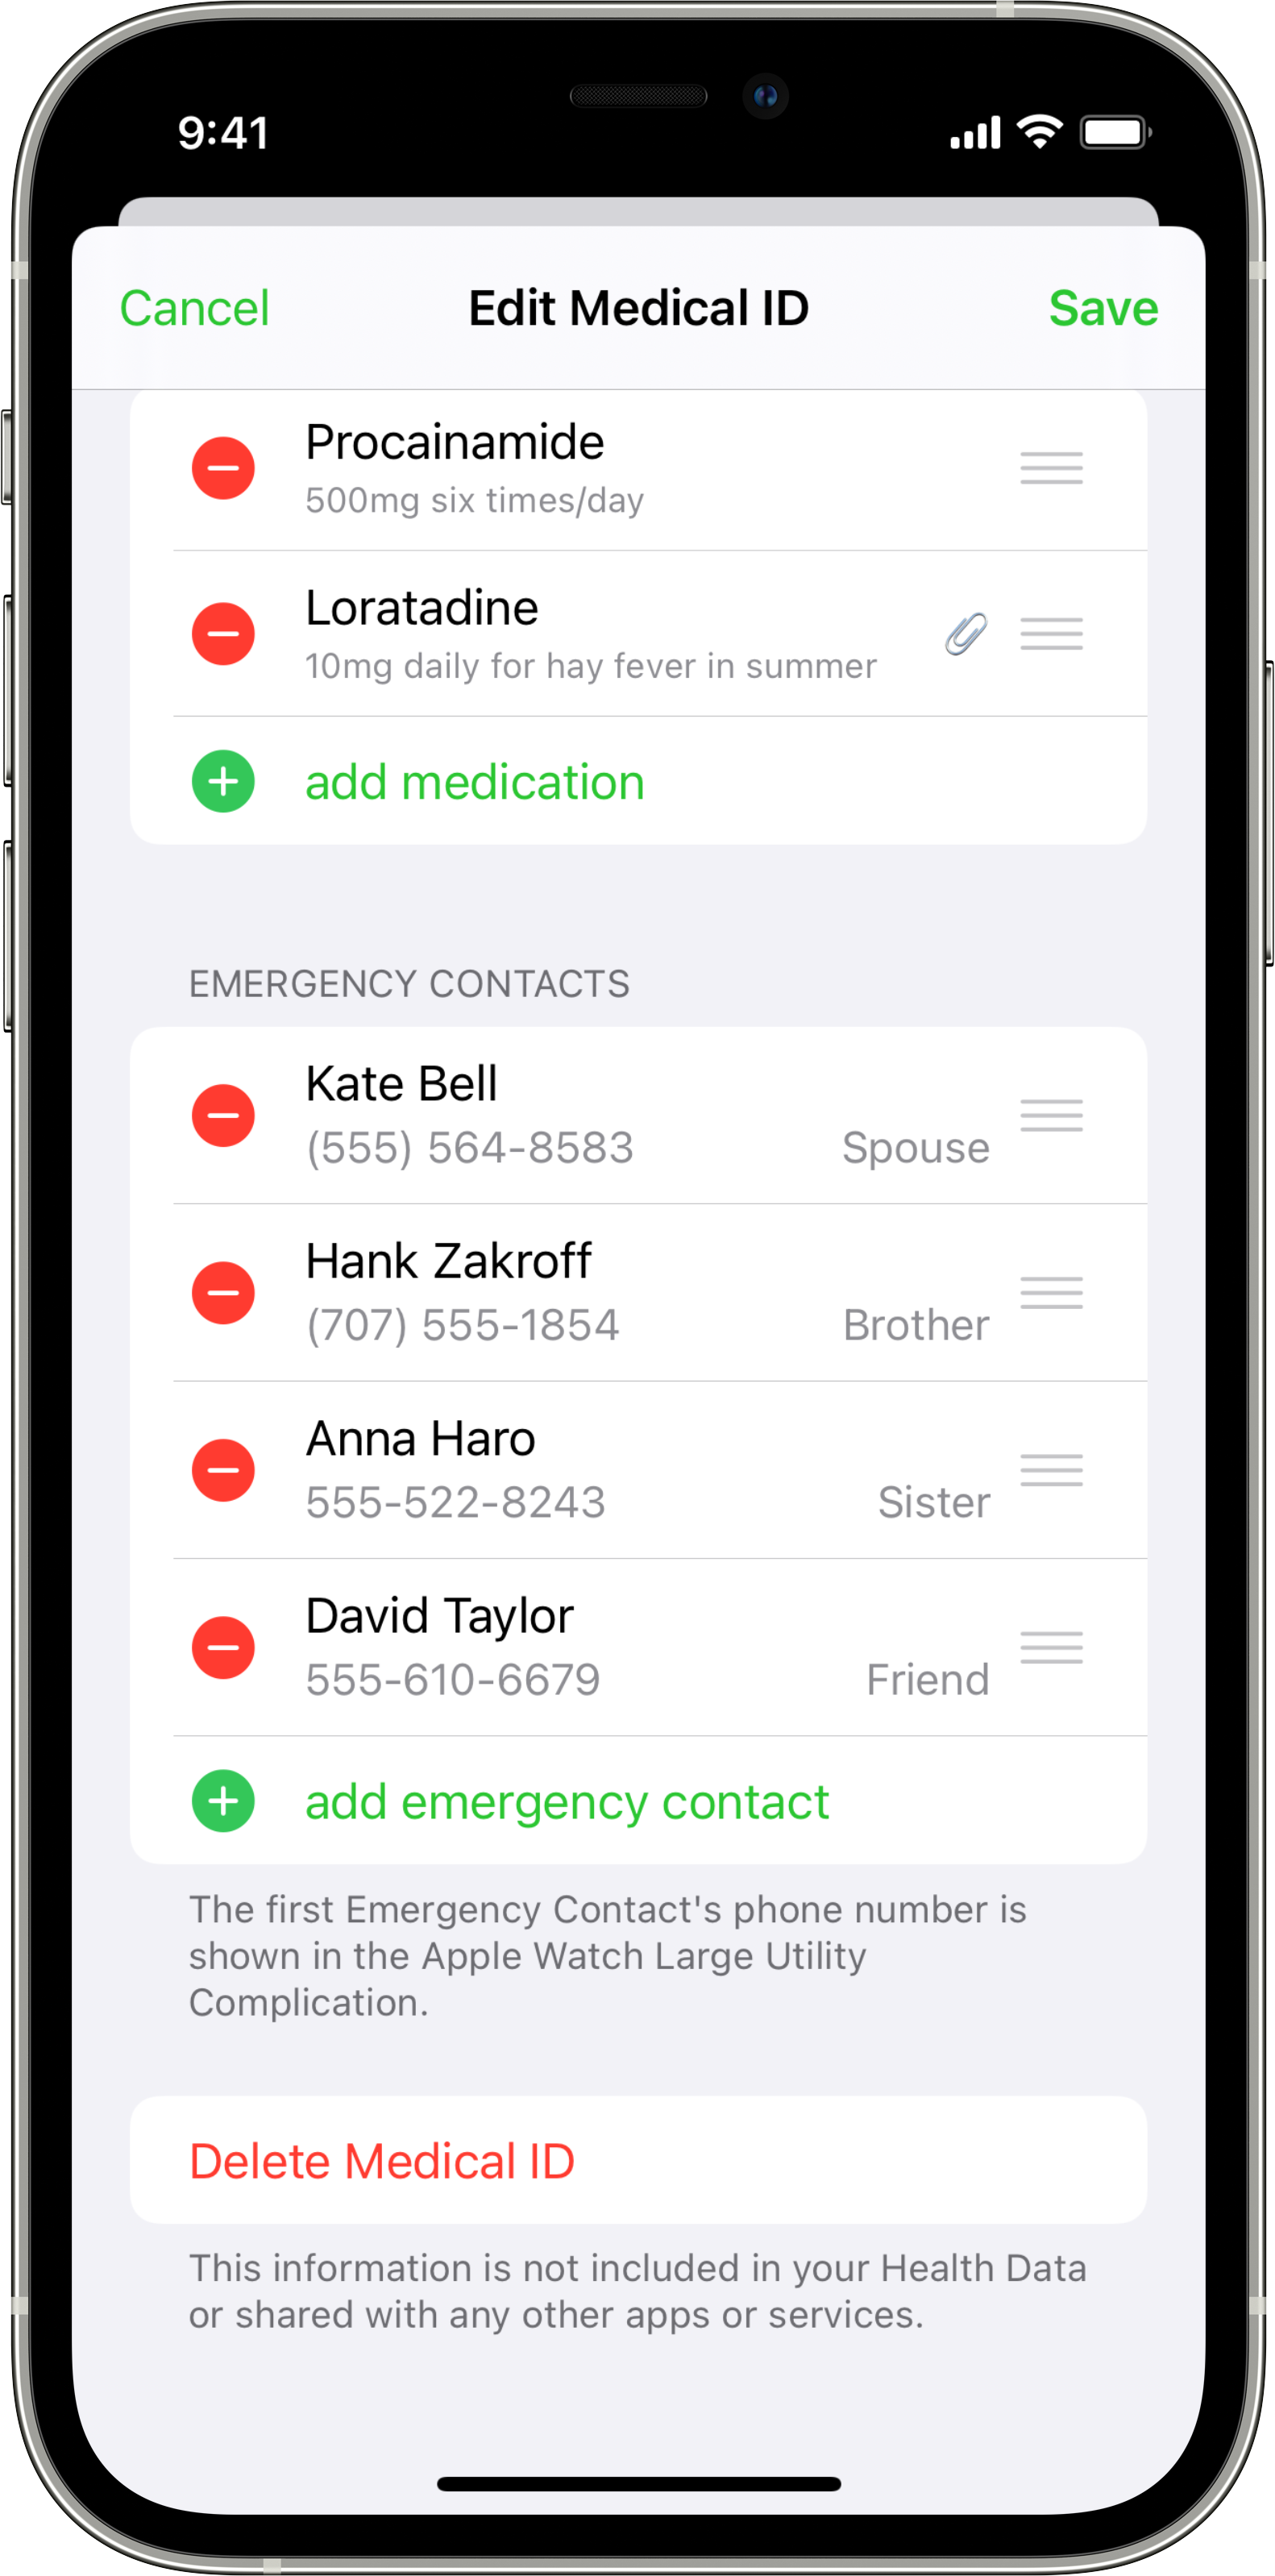 9:41
Cancel
Edit Medical ID
Save
Procainamide
500mg six times/day
Loratadine
10mg daily for hay fever in summer
add medication
EMERGENCY CONTACTS
Kate Bell
(555) 564-8583
Spouse
Hank Zakroff
(707) 555-1854
Brother
Anna Haro
555-522-8243
Sister
David Taylor
555-610-6679
Friend
add emergency contact
The first Emergency Contact's phone number is
shown in the Apple Watch Large Utility
Complication.
Delete Medical ID
This information is not included in your Health Data
or shared with any other apps or services.